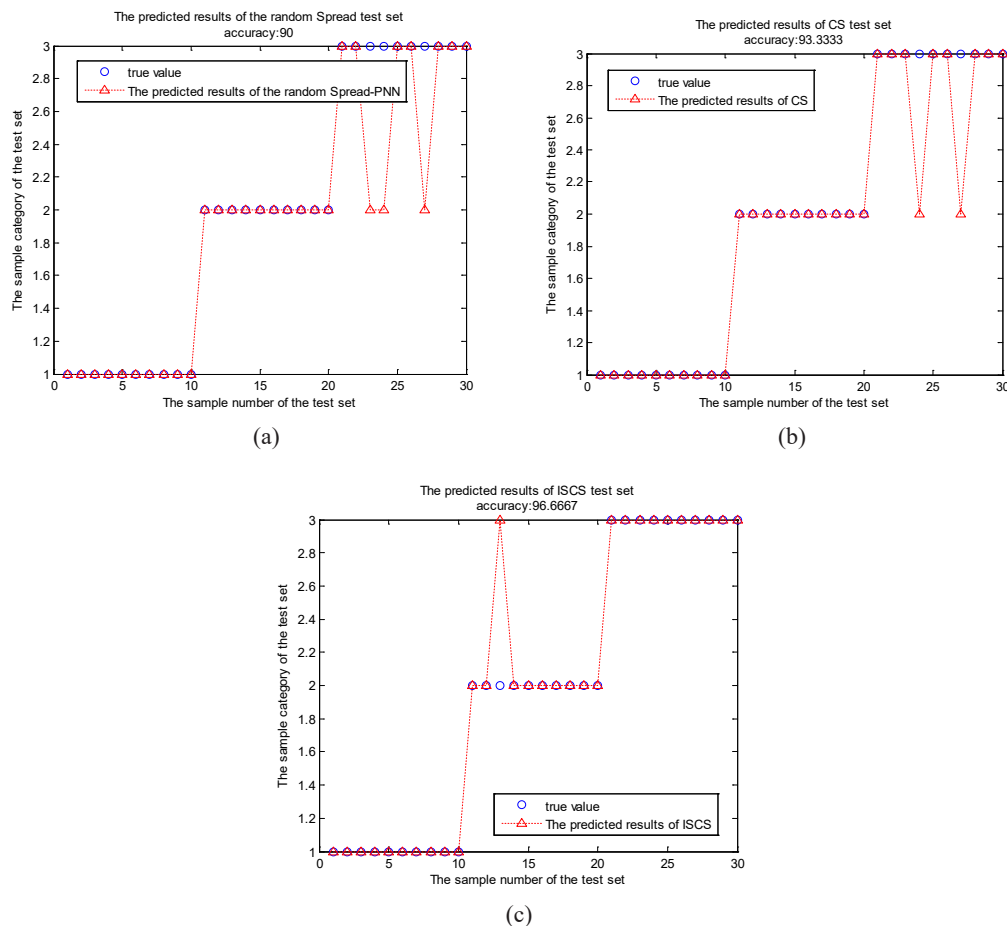 The predicted results of the random Spread test set
accuracy:90
3
2.8
2.6
2.4
2.2
2
1.8
1.6
1.4
1.2
1
The sample category of the test set
true value
The predicted results of the random Spread-PNN
0
5
10
15
20
25
30
The sample number of the test set
(a)
The predicted results of CS test set
accuracy:93.3333
3
2.8
2.6
2.4
2.2
2
1.8
1.6
1.4
1.2
1
The sample category of the test set
true value
The predicted results of CS
0
5
10
15
20
25
30
The sample number of the test set
(b)
The predicted results of ISCS test set
accuracy:96.6667
3
2.8
2.6
2.4
2.2
2
1.8
1.6
1.4
1.2
1
The sample category of the test set
true value
The predicted results of ISCS
0
5
10
15
20
25
30
The sample number of the test set
(c)